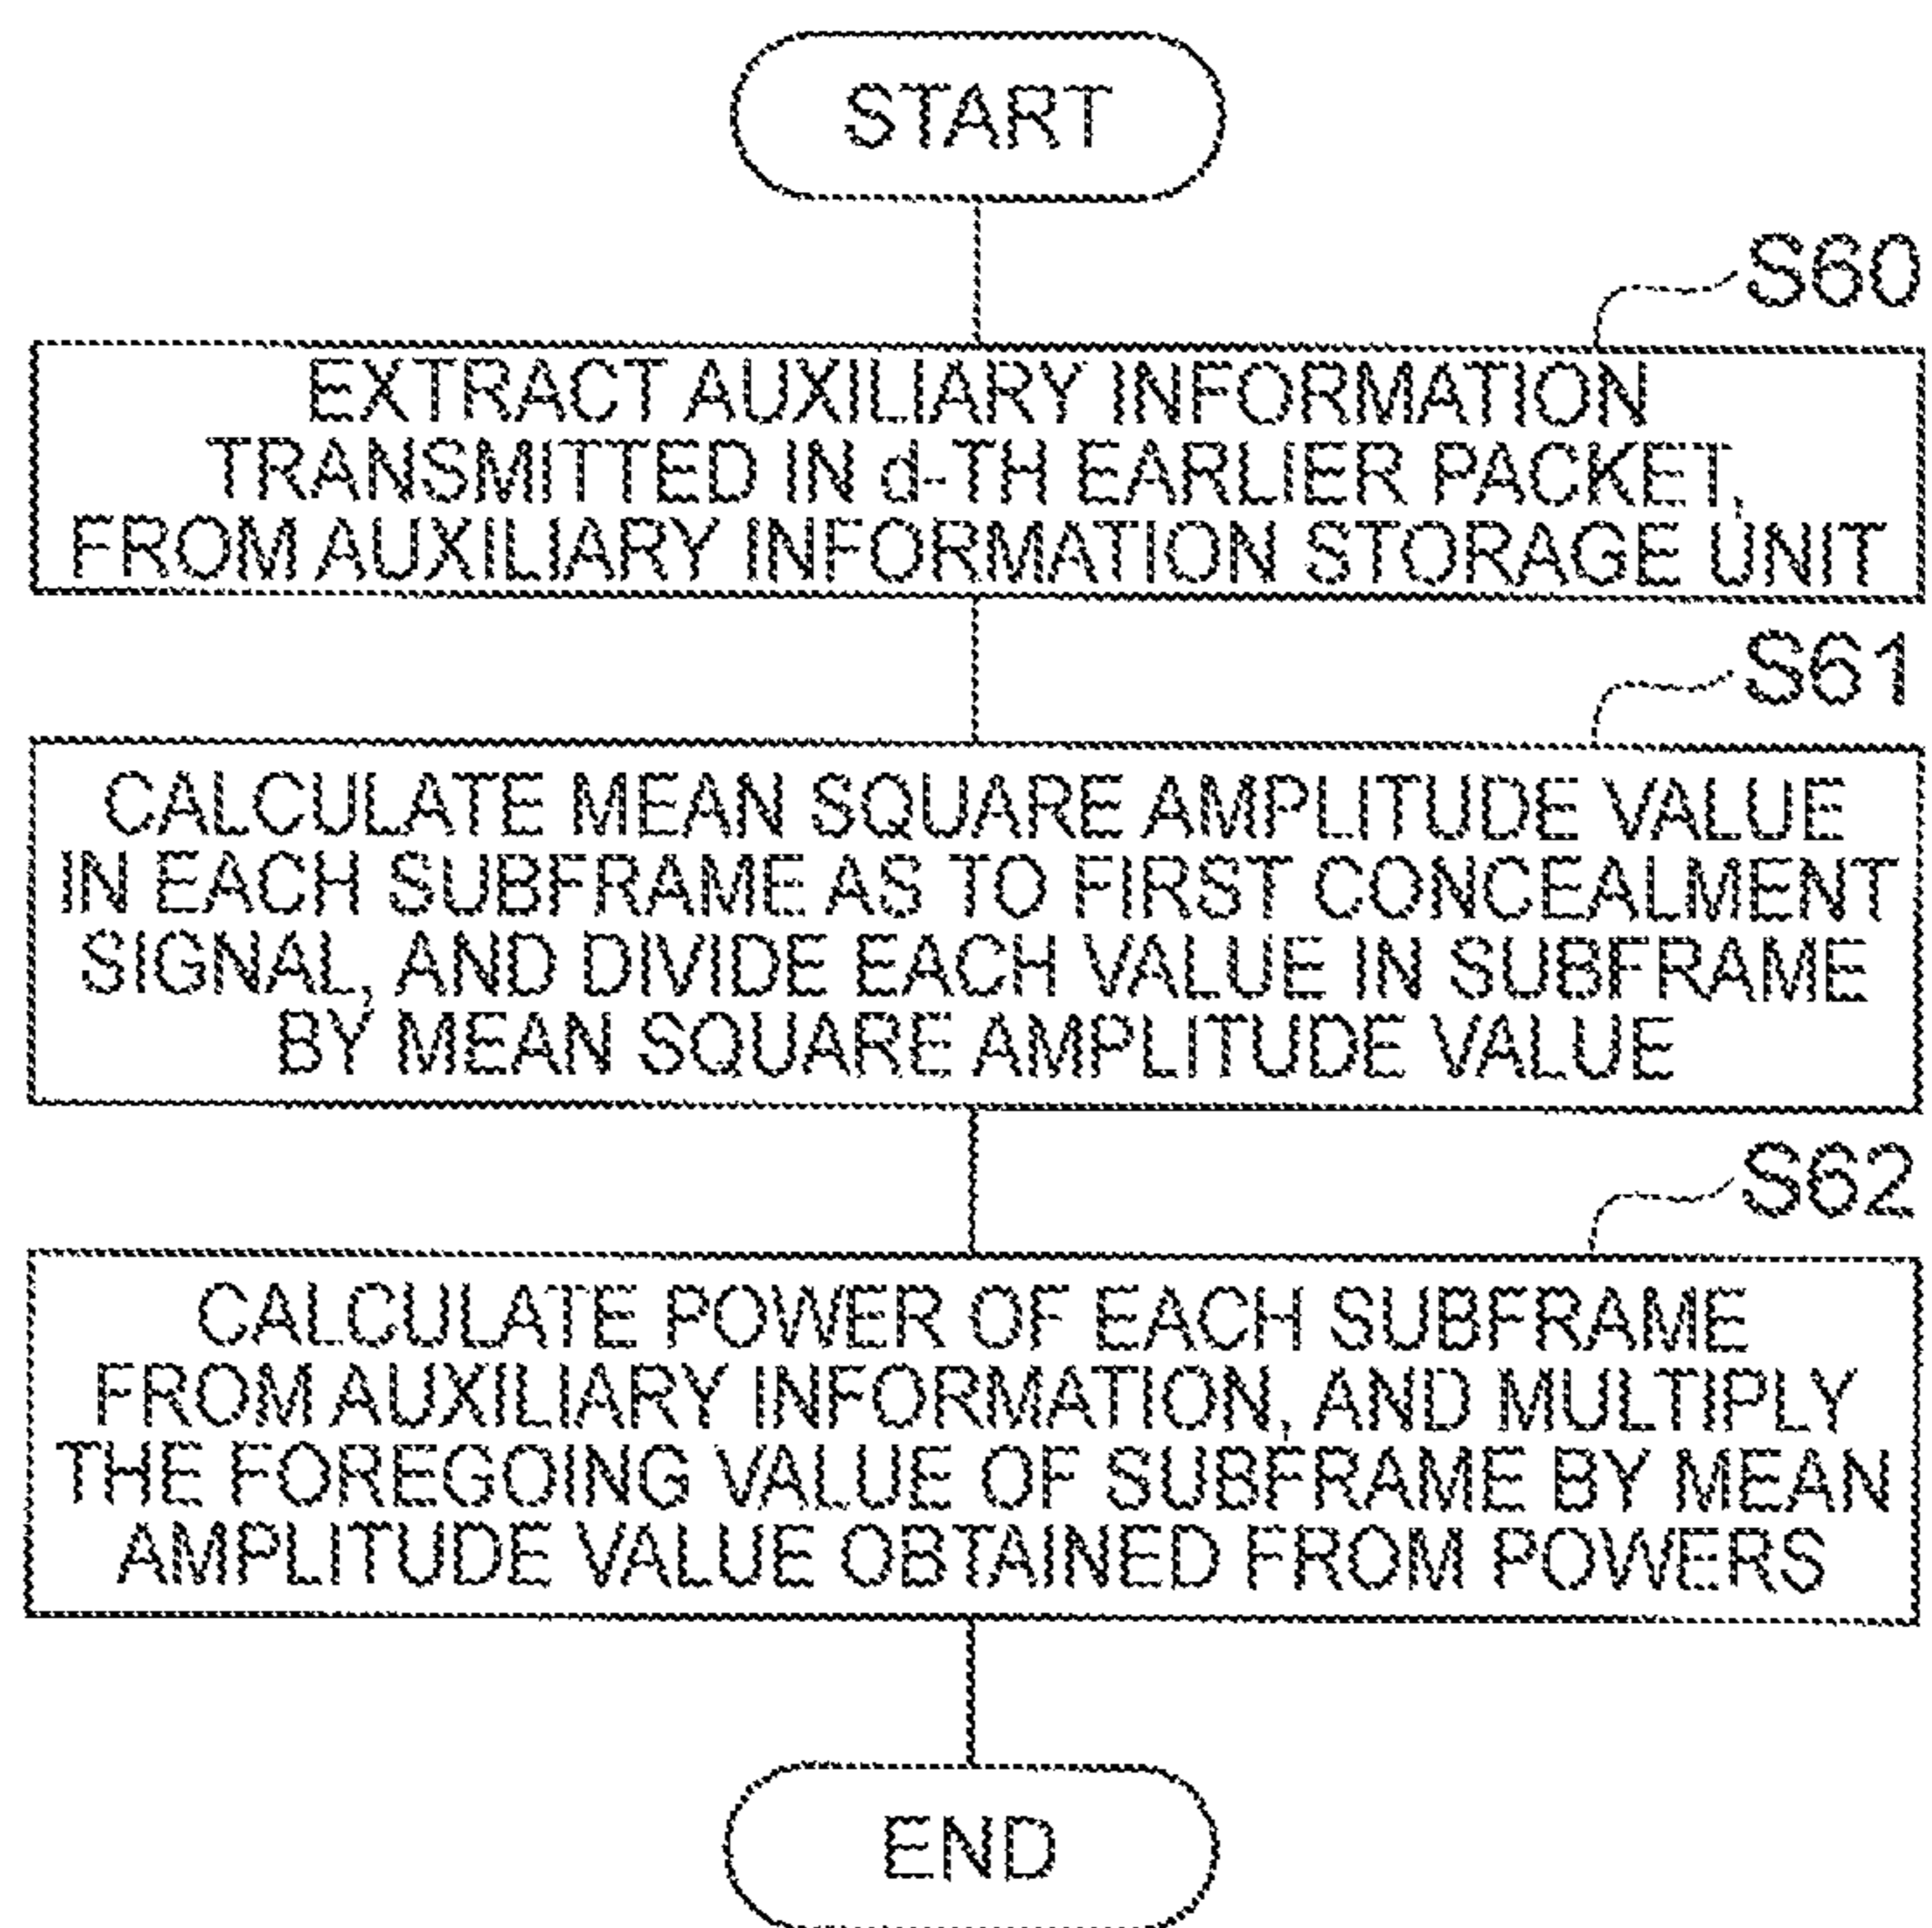 START
S60
EXTRACT AUXILIARY INFORMATION
TRANSMITTED IN d-TH EARLIER PACKET,
FROM AUXILIARY INFORMATION STORAGE UNIT
S61
CALCULATE MEAN SQUARE AMPLITUDE VALUE
IN EACH SUBFRAME AS TO FIRST CONCEALMENT
SIGNAL, AND DIVIDE EACH VALUE IN SUBFRAME
BY MEAN SQUARE AMPLITUDE VALUE
S62
CALCULATE POWER OF EACH SUBFRAME
FROM AUXILIARY INFORMATION, AND MULTIPLY
THE FOREGOING VALUE OF SUBFRAME BY MEAN
AMPLITUDE VALUE OBTAINED FROM POWERS
END